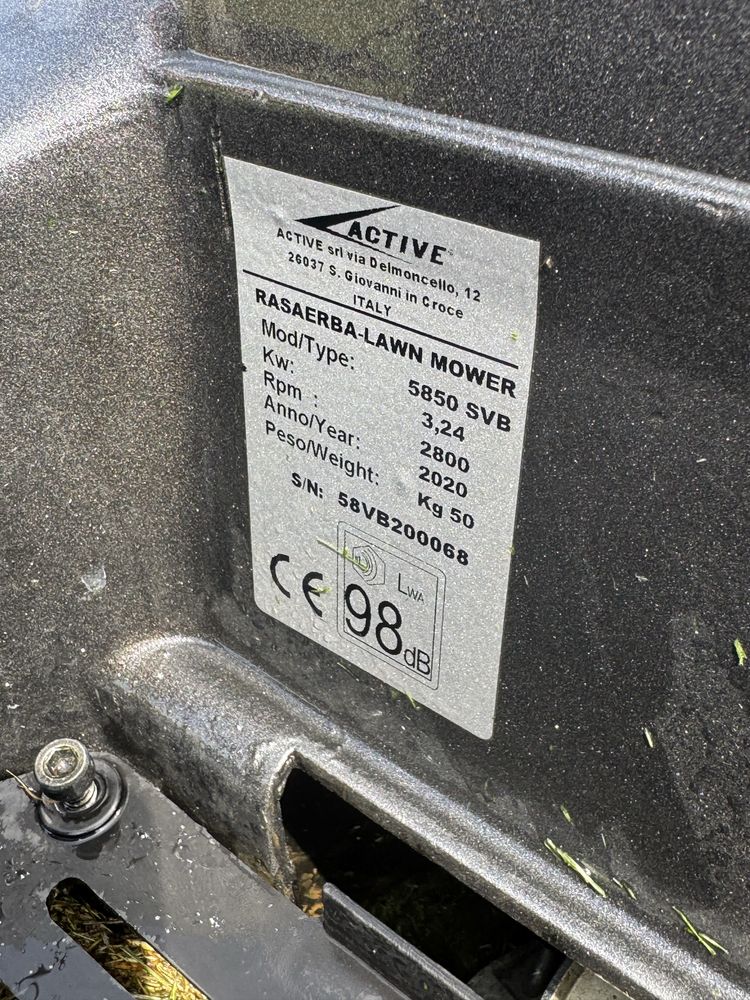 ACTIVE
ACTIVE srl via Delmoncello, 12
26037 S. Giovanni in Croce
ITALY
RASAERBA-LAWN MOWER
Mod/Type: 5850 SVB
Kw: 3,24
Rpm : 2800
Anno/Year: 2020
Peso/Weight: Kg 50
S/N: 58VB200068
CE
LWA
98dB